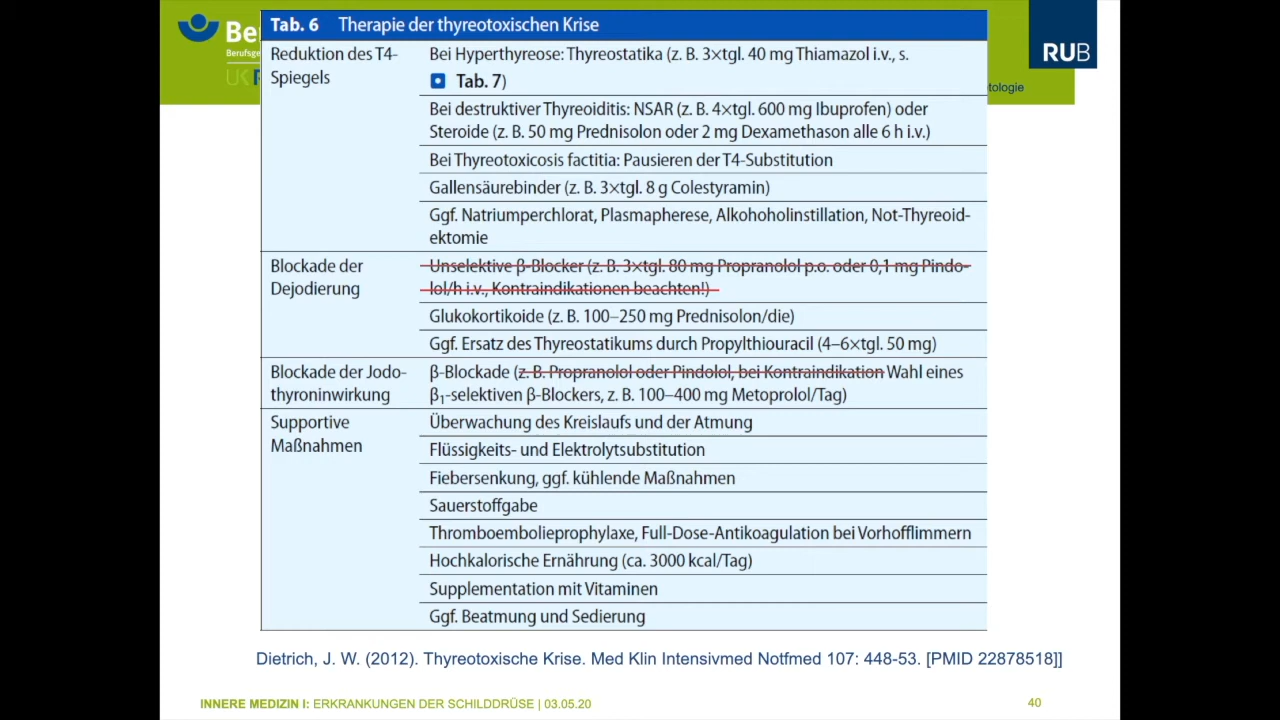 Tab. 6 Therapie der thyreotoxischen Krise
Reduktion des T4-
Spiegels
Bei Hyperthyreose: Thyreostatika (z. B. 3×tgl. 40 mg Thiamazol i.v., s.
Tab. 7)
Bei destruktiver Thyreoiditis: NSAR (z. B. 4×tgl. 600 mg Ibuprofen) oder
Steroide (z. B. 50 mg Prednisolon oder 2 mg Dexamethason alle 6 h i.v.)
Bei Thyreotoxicosis factitia: Pausieren der T4-Substitution
Gallensäurebinder (z. B. 3×tgl. 8 g Colestyramin)
Ggf. Natriumperchlorat, Plasmapherese, Alkohoholinstillation, Not-Thyreoid-
ektomie
Blockade der
Dejodierung
Unselektive β-Blocker (z. B. 3×tgl. 80 mg Propranolol p.o. oder 0,1 mg Pindo-
lol/h i.v., Kontraindikationen beachten!)
Glukokortikoide (z. B. 100–250 mg Prednisolon/die)
Ggf. Ersatz des Thyreostatikums durch Propylthiouracil (4–6×tgl. 50 mg)
Blockade der Jodo-
thyroninwirkung
β-Blockade (z. B. Propranolol oder Pindolol, bei Kontraindikation Wahl eines
β1-selektiven β-Blockers, z. B. 100–400 mg Metoprolol/Tag)
Supportive
Maßnahmen
Überwachung des Kreislaufs und der Atmung
Flüssigkeits- und Elektrolytsubstitution
Fiebersenkung, ggf. kühlende Maßnahmen
Sauerstoffgabe
Thromboembolieprophylaxe, Full-Dose-Antikoagulation bei Vorhofflimmern
Hochkalorische Ernährung (ca. 3000 kcal/Tag)
Supplementation mit Vitaminen
Ggf. Beatmung und Sedierung
Be
Berufsge
UK
RUB
tologie
Dietrich, J. W. (2012). Thyreotoxische Krise. Med Klin Intensivmed Notfmed 107: 448-53. [PMID 22878518]]
INNERE MEDIZIN I: ERKRANKUNGEN DER SCHILDDRÜSE | 03.05.20
40